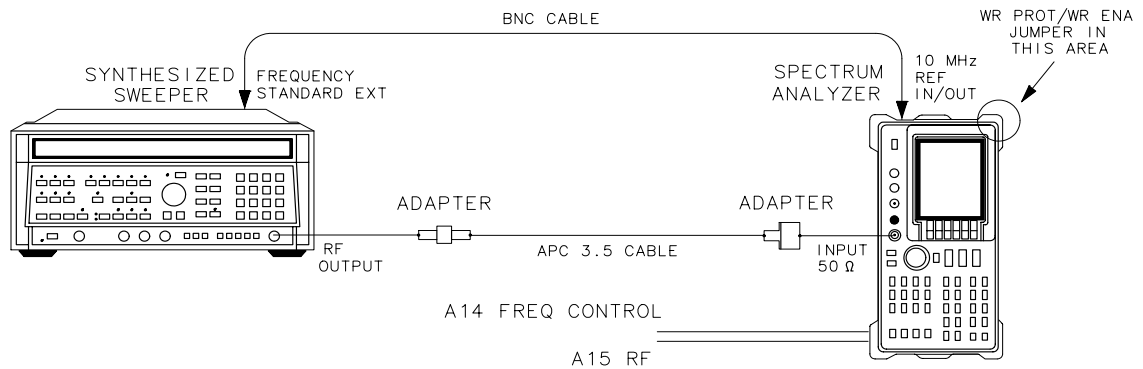 BNC CABLE
WR PROT/WR ENA
JUMPER IN
THIS AREA
SYNTHESIZED
SWEEPER
FREQUENCY
STANDARD EXT
SPECTRUM
ANALYZER
10 MHz
REF
IN/OUT
ADAPTER
ADAPTER
RF
OUTPUT
APC 3.5 CABLE
INPUT
50 Ω
A14 FREQ CONTROL
A15 RF